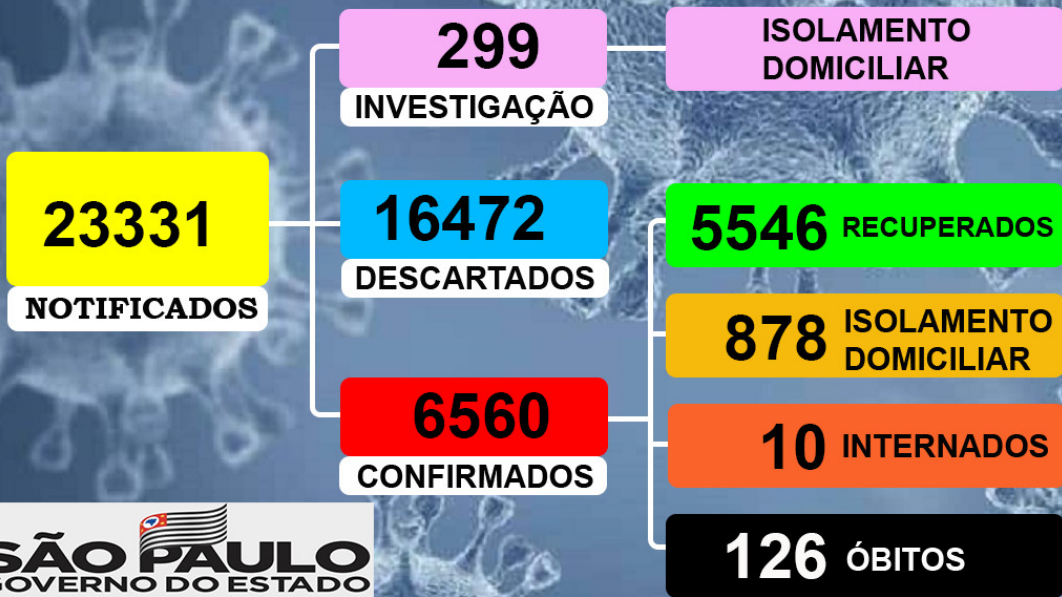 23331
NOTIFICADOS
299
INVESTIGAÇÃO
ISOLAMENTO
DOMICILIAR
16472
DESCARTADOS
6560
CONFIRMADOS
5546 RECUPERADOS
878 ISOLAMENTO
DOMICILIAR
10 INTERNADOS
126 ÓBITOS
SÃO PAULO
GOVERNO DO ESTADO